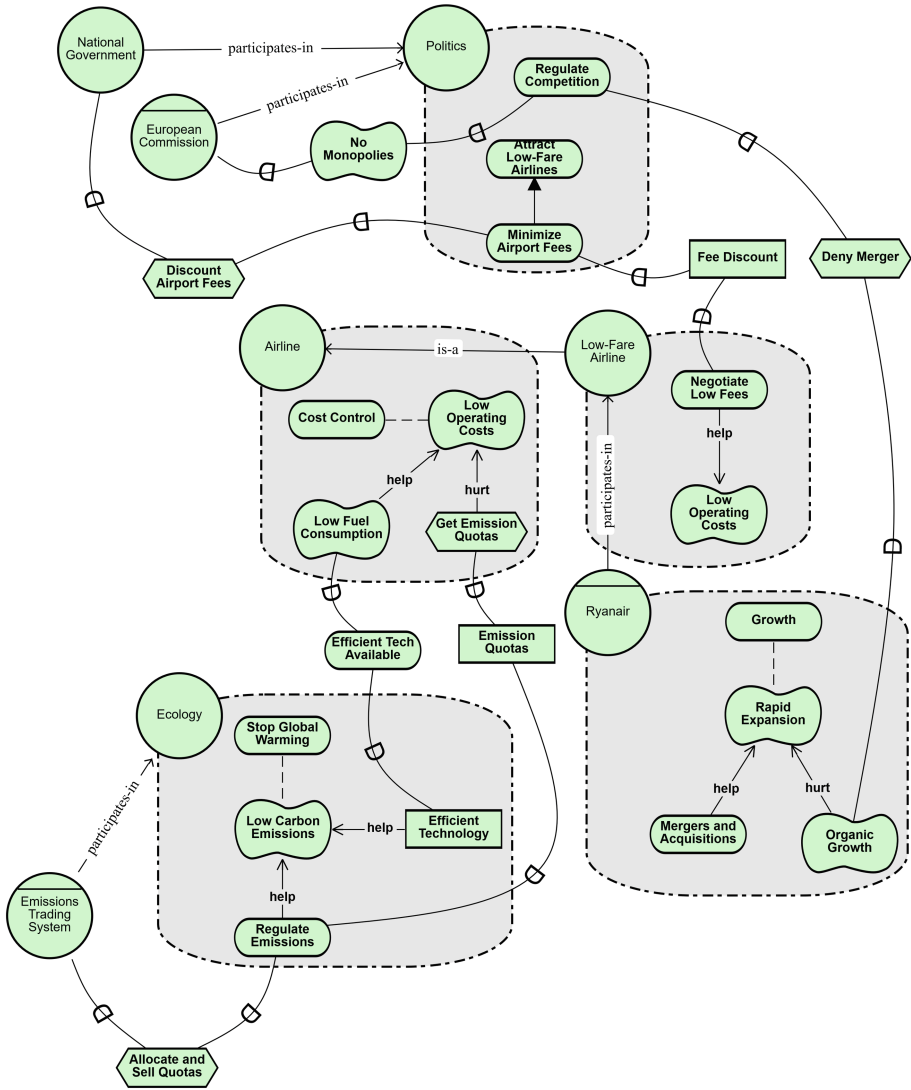 National
Government
participates-in
Politics
participates-in
European
Commission
No
Monopolies
Regulate
Competition
Attract
Low-Fare
Airlines
Minimize
Airport Fees
Discount
Airport Fees
Fee Discount
Deny Merger
Airline
is-a
Low-Fare
Airline
Cost Control
Low
Operating
Costs
help
hurt
Low Fuel
Consumption
Get Emission
Quotas
Negotiate
Low Fees
help
Low
Operating
Costs
participates-in
Ryanair
Efficient Tech
Available
Emission
Quotas
Growth
Rapid
Expansion
help
hurt
Mergers and
Acquisitions
Organic
Growth
Ecology
Stop Global
Warming
Low Carbon
Emissions
help
Efficient
Technology
help
Regulate
Emissions
participates-in
Emissions
Trading
System
Allocate and
Sell Quotas